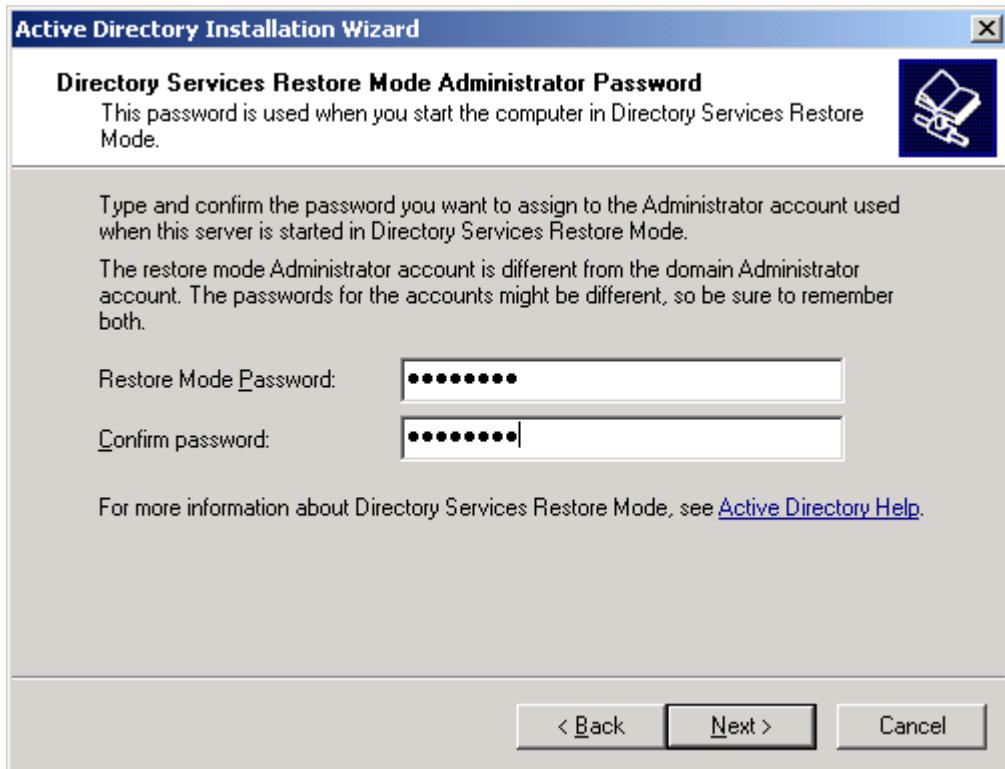 Active Directory Installation Wizard
Directory Services Restore Mode Administrator Password
This password is used when you start the computer in Directory Services Restore
Mode.
Type and confirm the password you want to assign to the Administrator account used
when this server is started in Directory Services Restore Mode.
The restore mode Administrator account is different from the domain Administrator
account. The passwords for the accounts might be different, so be sure to remember
both.
Restore Mode Password: ●●●●●●●●
Confirm password: ●●●●●●●●
For more information about Directory Services Restore Mode, see Active Directory Help.
< Back Next > Cancel